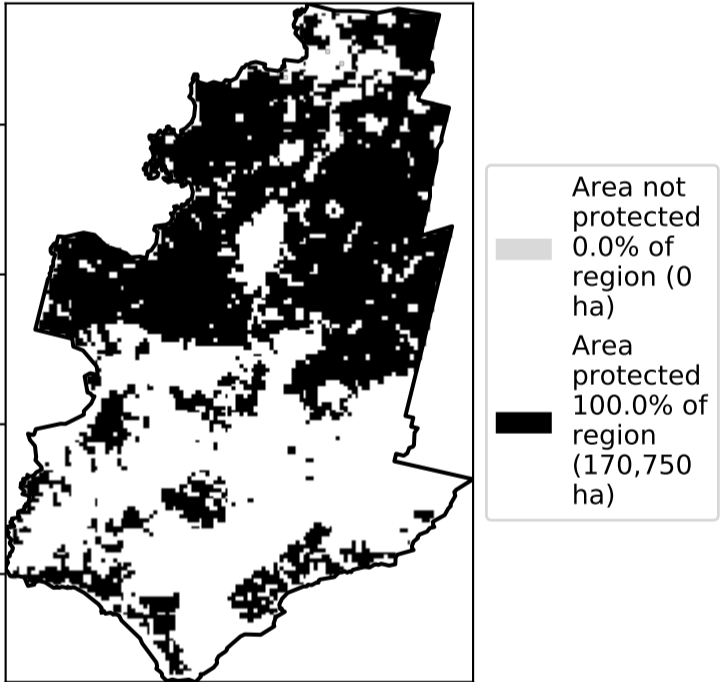 Area not
protected
0.0% of
region (0
ha)
Area
protected
100.0% of
region
(170,750
ha)